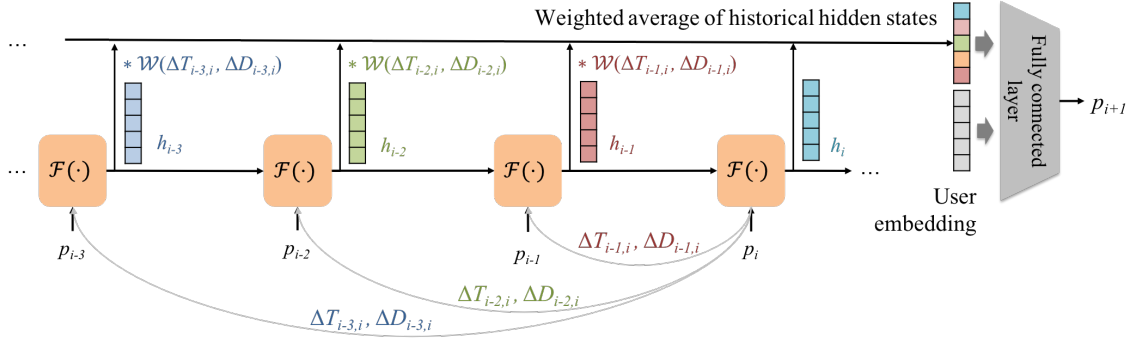 Weighted average of historical hidden states
...
* 𝒲(ΔT_{i-3,i}, ΔD_{i-3,i})
* 𝒲(ΔT_{i-2,i}, ΔD_{i-2,i})
* 𝒲(ΔT_{i-1,i}, ΔD_{i-1,i})
h_{i-3}
h_{i-2}
h_{i-1}
h_i
...
ℱ(·)
ℱ(·)
ℱ(·)
ℱ(·)
...
p_{i-3}
p_{i-2}
p_{i-1}
p_i
ΔT_{i-1,i}, ΔD_{i-1,i}
ΔT_{i-2,i}, ΔD_{i-2,i}
ΔT_{i-3,i}, ΔD_{i-3,i}
User
embedding
Fully connected
layer
p_{i+1}